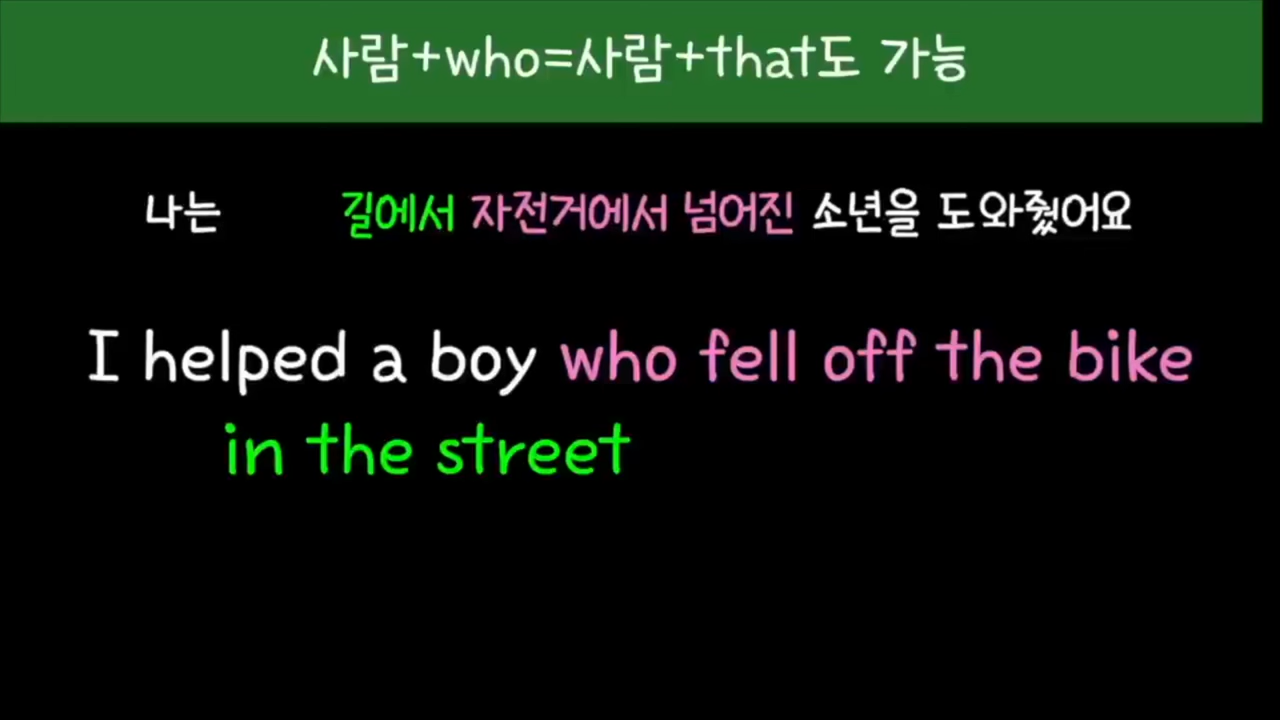 사람+who=사람+that도 가능
나는 길에서 자전거에서 넘어진 소년을 도와줬어요
I helped a boy who fell off the bike
in the street